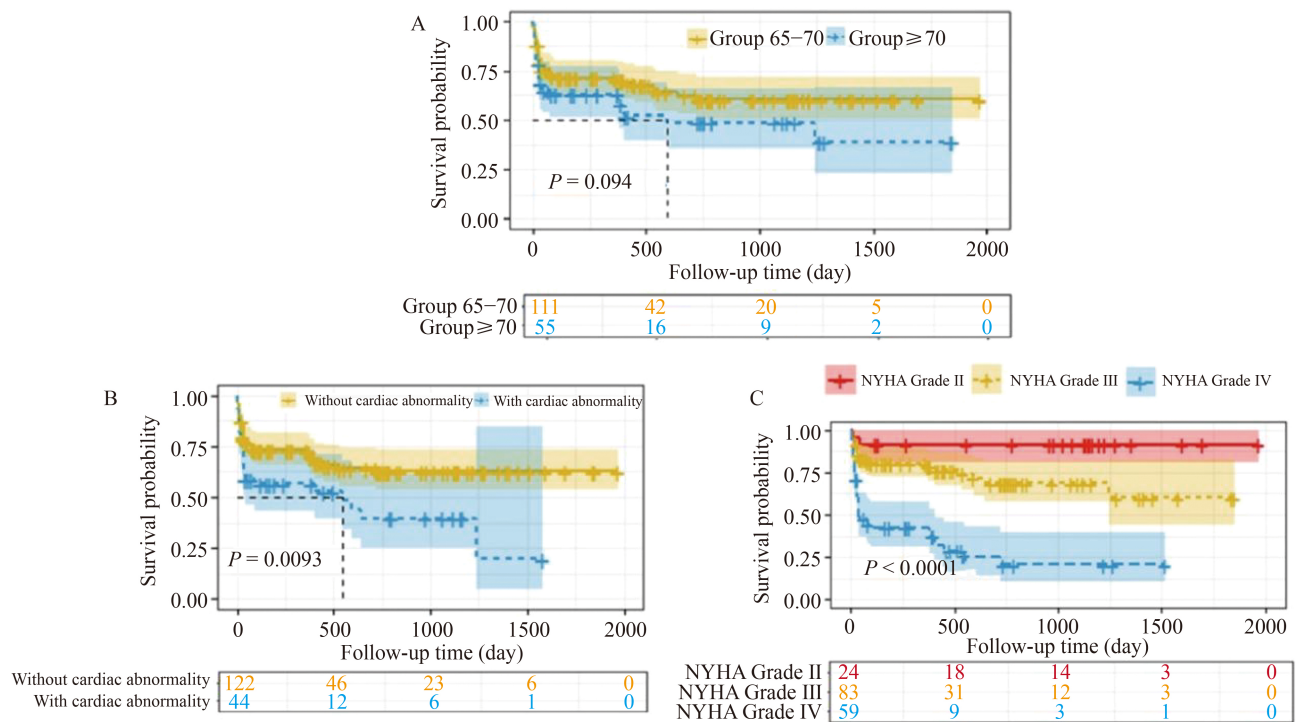 A
Survival probability
1.00
0.75
0.50
0.25
0.00
Group 65−70 Group⩾70
P = 0.094
0 500 1000 1500 2000
Follow-up time (day)
Group 65−70 111 42 20 5 0
Group⩾70 55 16 9 2 0
B
Survival probability
1.00
0.75
0.50
0.25
0.00
Without cardiac abnormality With cardiac abnormality
P = 0.0093
0 500 1000 1500 2000
Follow-up time (day)
Without cardiac abnormality 122 46 23 6 0
With cardiac abnormality 44 12 6 1 0
C
NYHA Grade II NYHA Grade III NYHA Grade IV
Survival probability
1.00
0.75
0.50
0.25
0.00
P < 0.0001
0 500 1000 1500 2000
Follow-up time (day)
NYHA Grade II 24 18 14 3 0
NYHA Grade III 83 31 12 3 0
NYHA Grade IV 59 9 3 1 0